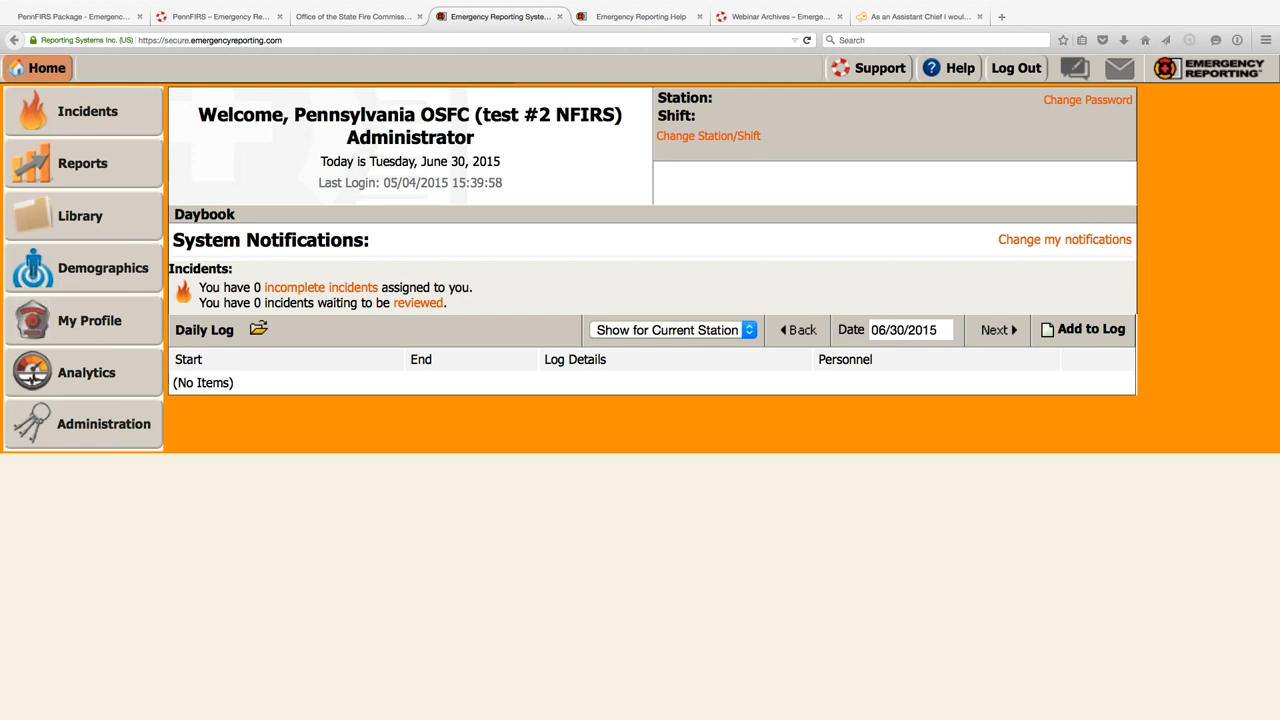 PennFIRS Package - Emergenc...
PennFIRS – Emergency Re...
Office of the State Fire Commiss...
Emergency Reporting Syste...
Emergency Reporting Help
Webinar Archives – Emerge...
As an Assistant Chief I woul...
Reporting Systems Inc. (US)
https://secure.emergencyreporting.com
Search
Home
Support
Help
Log Out
EMERGENCY
REPORTING
Incidents
Reports
Library
Demographics
My Profile
Analytics
Administration
Welcome, Pennsylvania OSFC (test #2 NFIRS)
Administrator
Today is Tuesday, June 30, 2015
Last Login: 05/04/2015 15:39:58
Station:
Shift:
Change Station/Shift
Change Password
Daybook
System Notifications:
Change my notifications
Incidents:
You have 0 incomplete incidents assigned to you.
You have 0 incidents waiting to be reviewed.
Daily Log
Show for Current Station
Back
Date 06/30/2015
Next
Add to Log
Start End Log Details Personnel
(No Items)